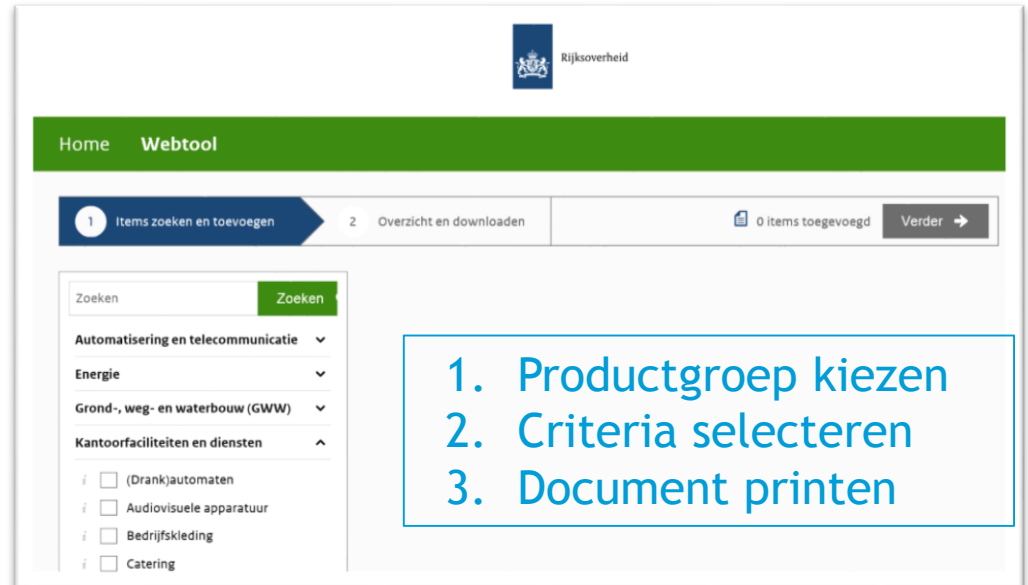 Rijksoverheid
Home Webtool
1 Items zoeken en toevoegen 2 Overzicht en downloaden 0 items toegevoegd Verder →
Zoeken Zoeken
Automatisering en telecommunicatie
Energie
Grond-, weg- en waterbouw (GWW)
Kantoorfaciliteiten en diensten
i (Drank)automaten
i Audiovisuele apparatuur
i Bedrijfskleding
i Catering
1. Productgroep kiezen
2. Criteria selecteren
3. Document printen